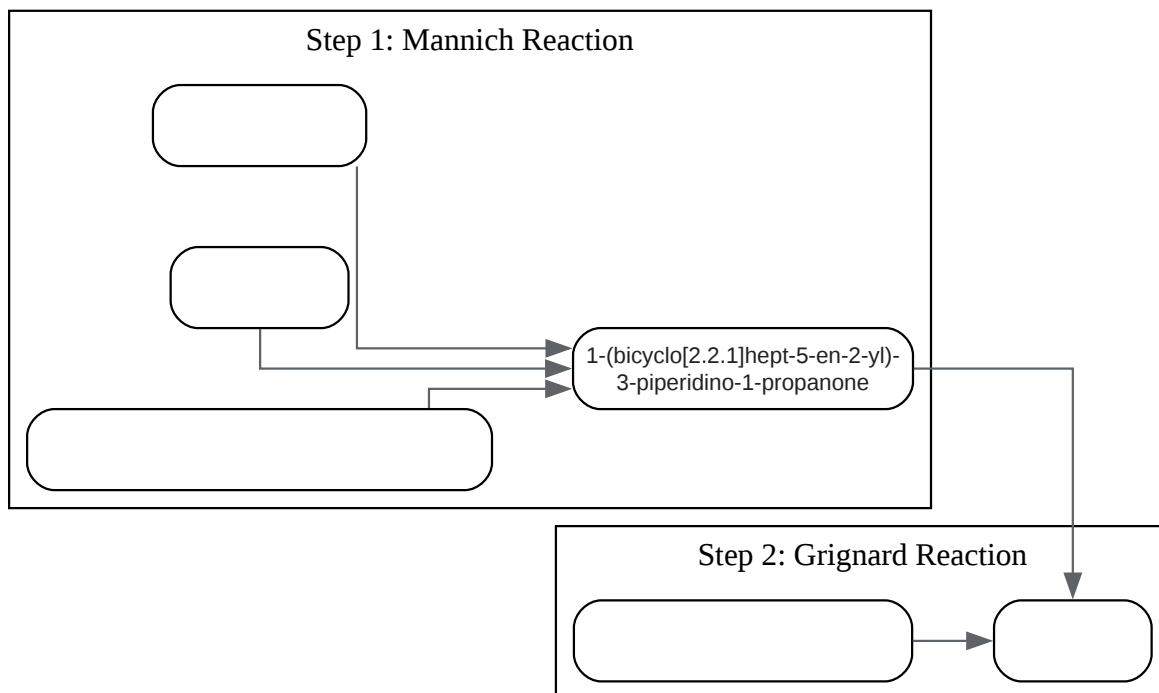 Step 1: Mannich Reaction
1-(bicyclo[2.2.1]hept-5-en-2-yl)-
3-piperidino-1-propanone
Step 2: Grignard Reaction